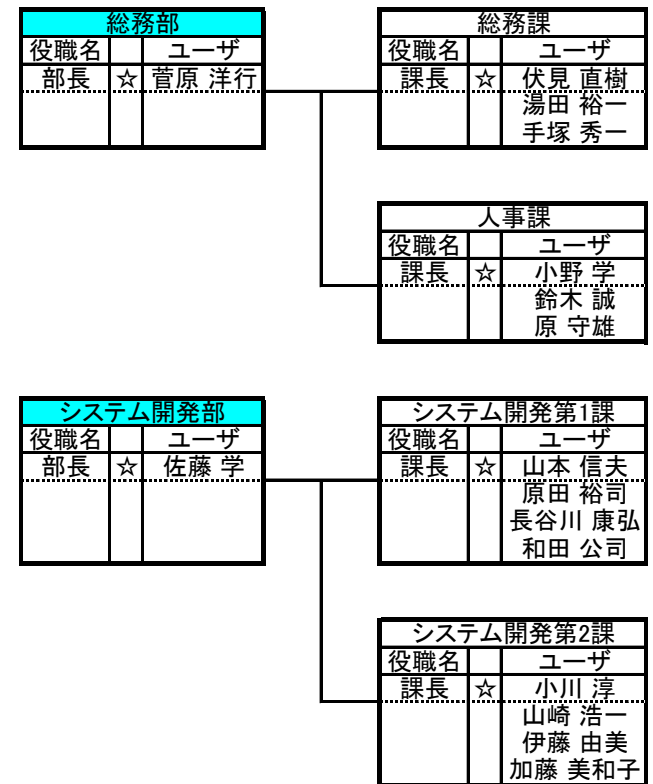 総務部
役職名 ユーザ
部長 ☆ 菅原 洋行
総務課
役職名 ユーザ
課長 ☆ 伏見 直樹
湯田 裕一
手塚 秀一
人事課
役職名 ユーザ
課長 ☆ 小野 学
鈴木 誠
原 守雄
システム開発部
役職名 ユーザ
部長 ☆ 佐藤 学
システム開発第1課
役職名 ユーザ
課長 ☆ 山本 信夫
原田 裕司
長谷川 康弘
和田 公司
システム開発第2課
役職名 ユーザ
課長 ☆ 小川 淳
山崎 浩一
伊藤 由美
加藤 美和子